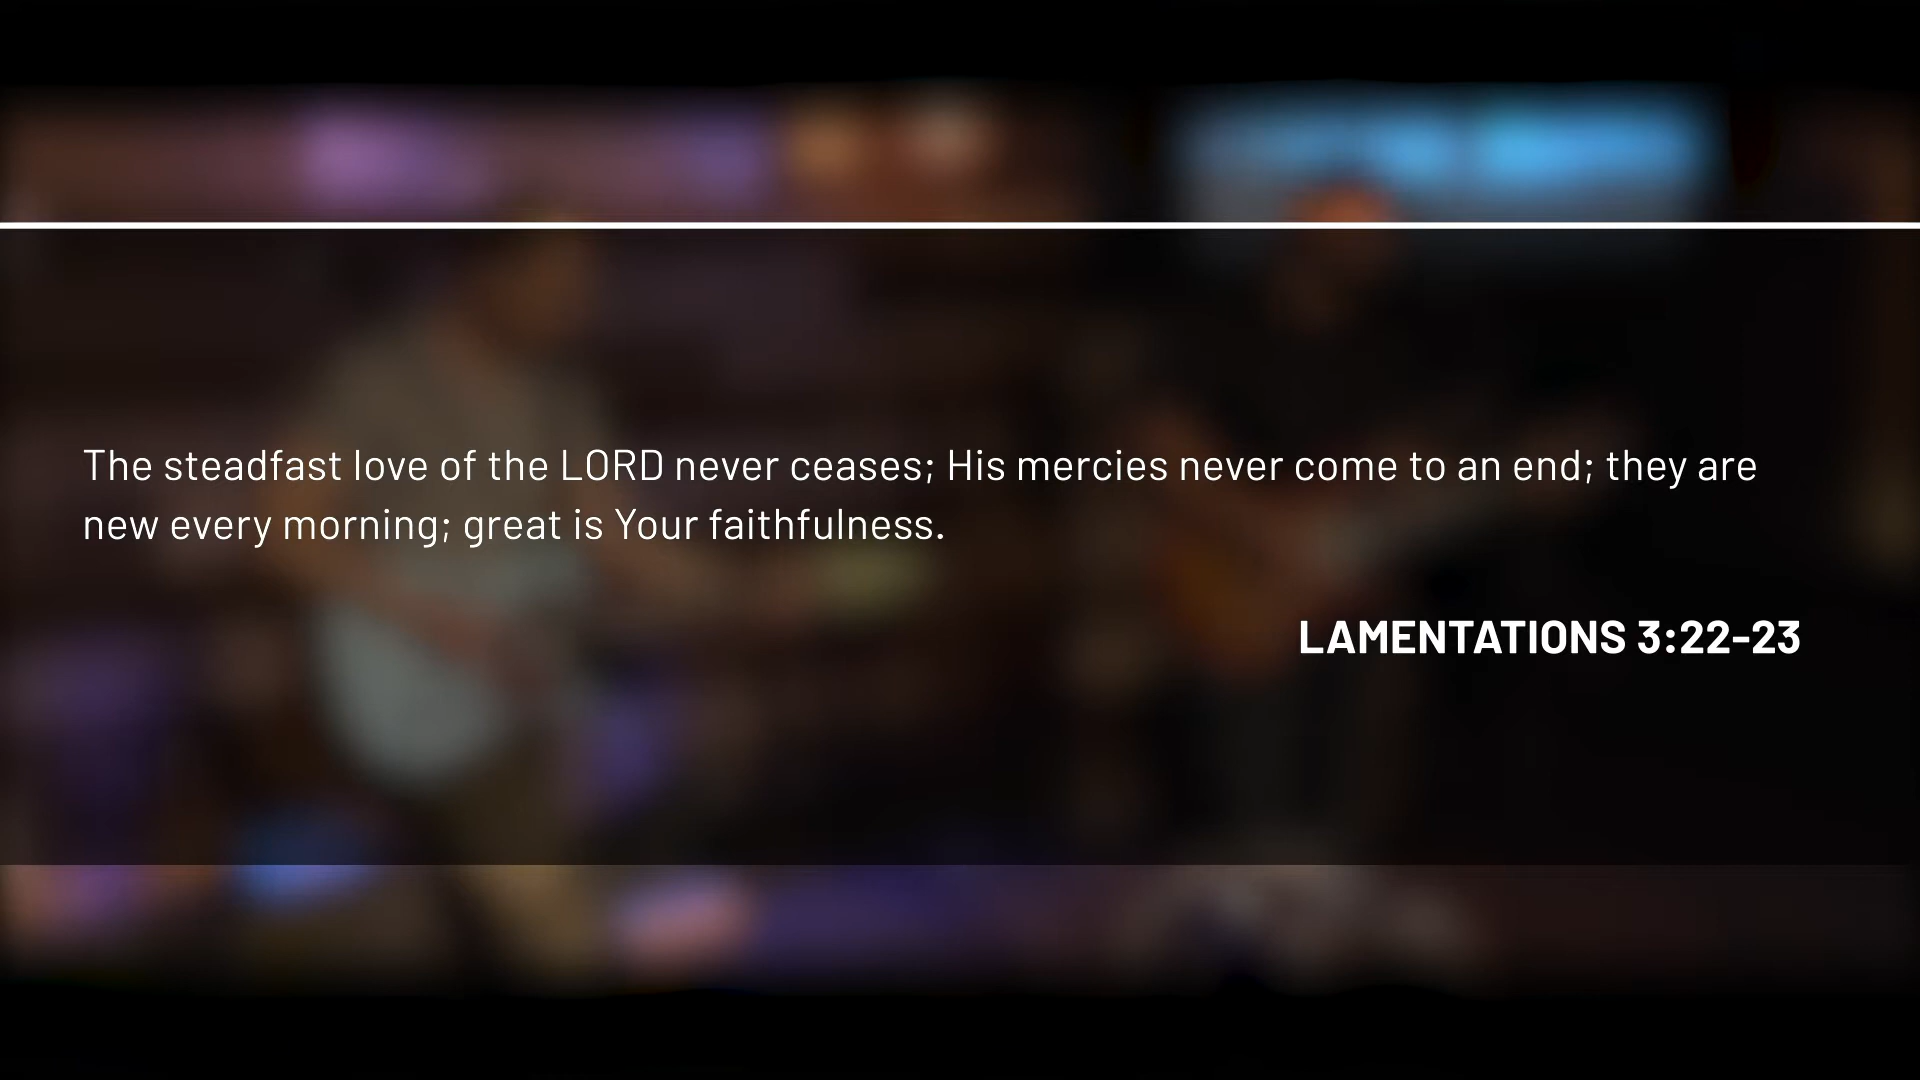 The steadfast love of the LORD never ceases; His mercies never come to an end; they are
new every morning; great is Your faithfulness.
LAMENTATIONS 3:22-23